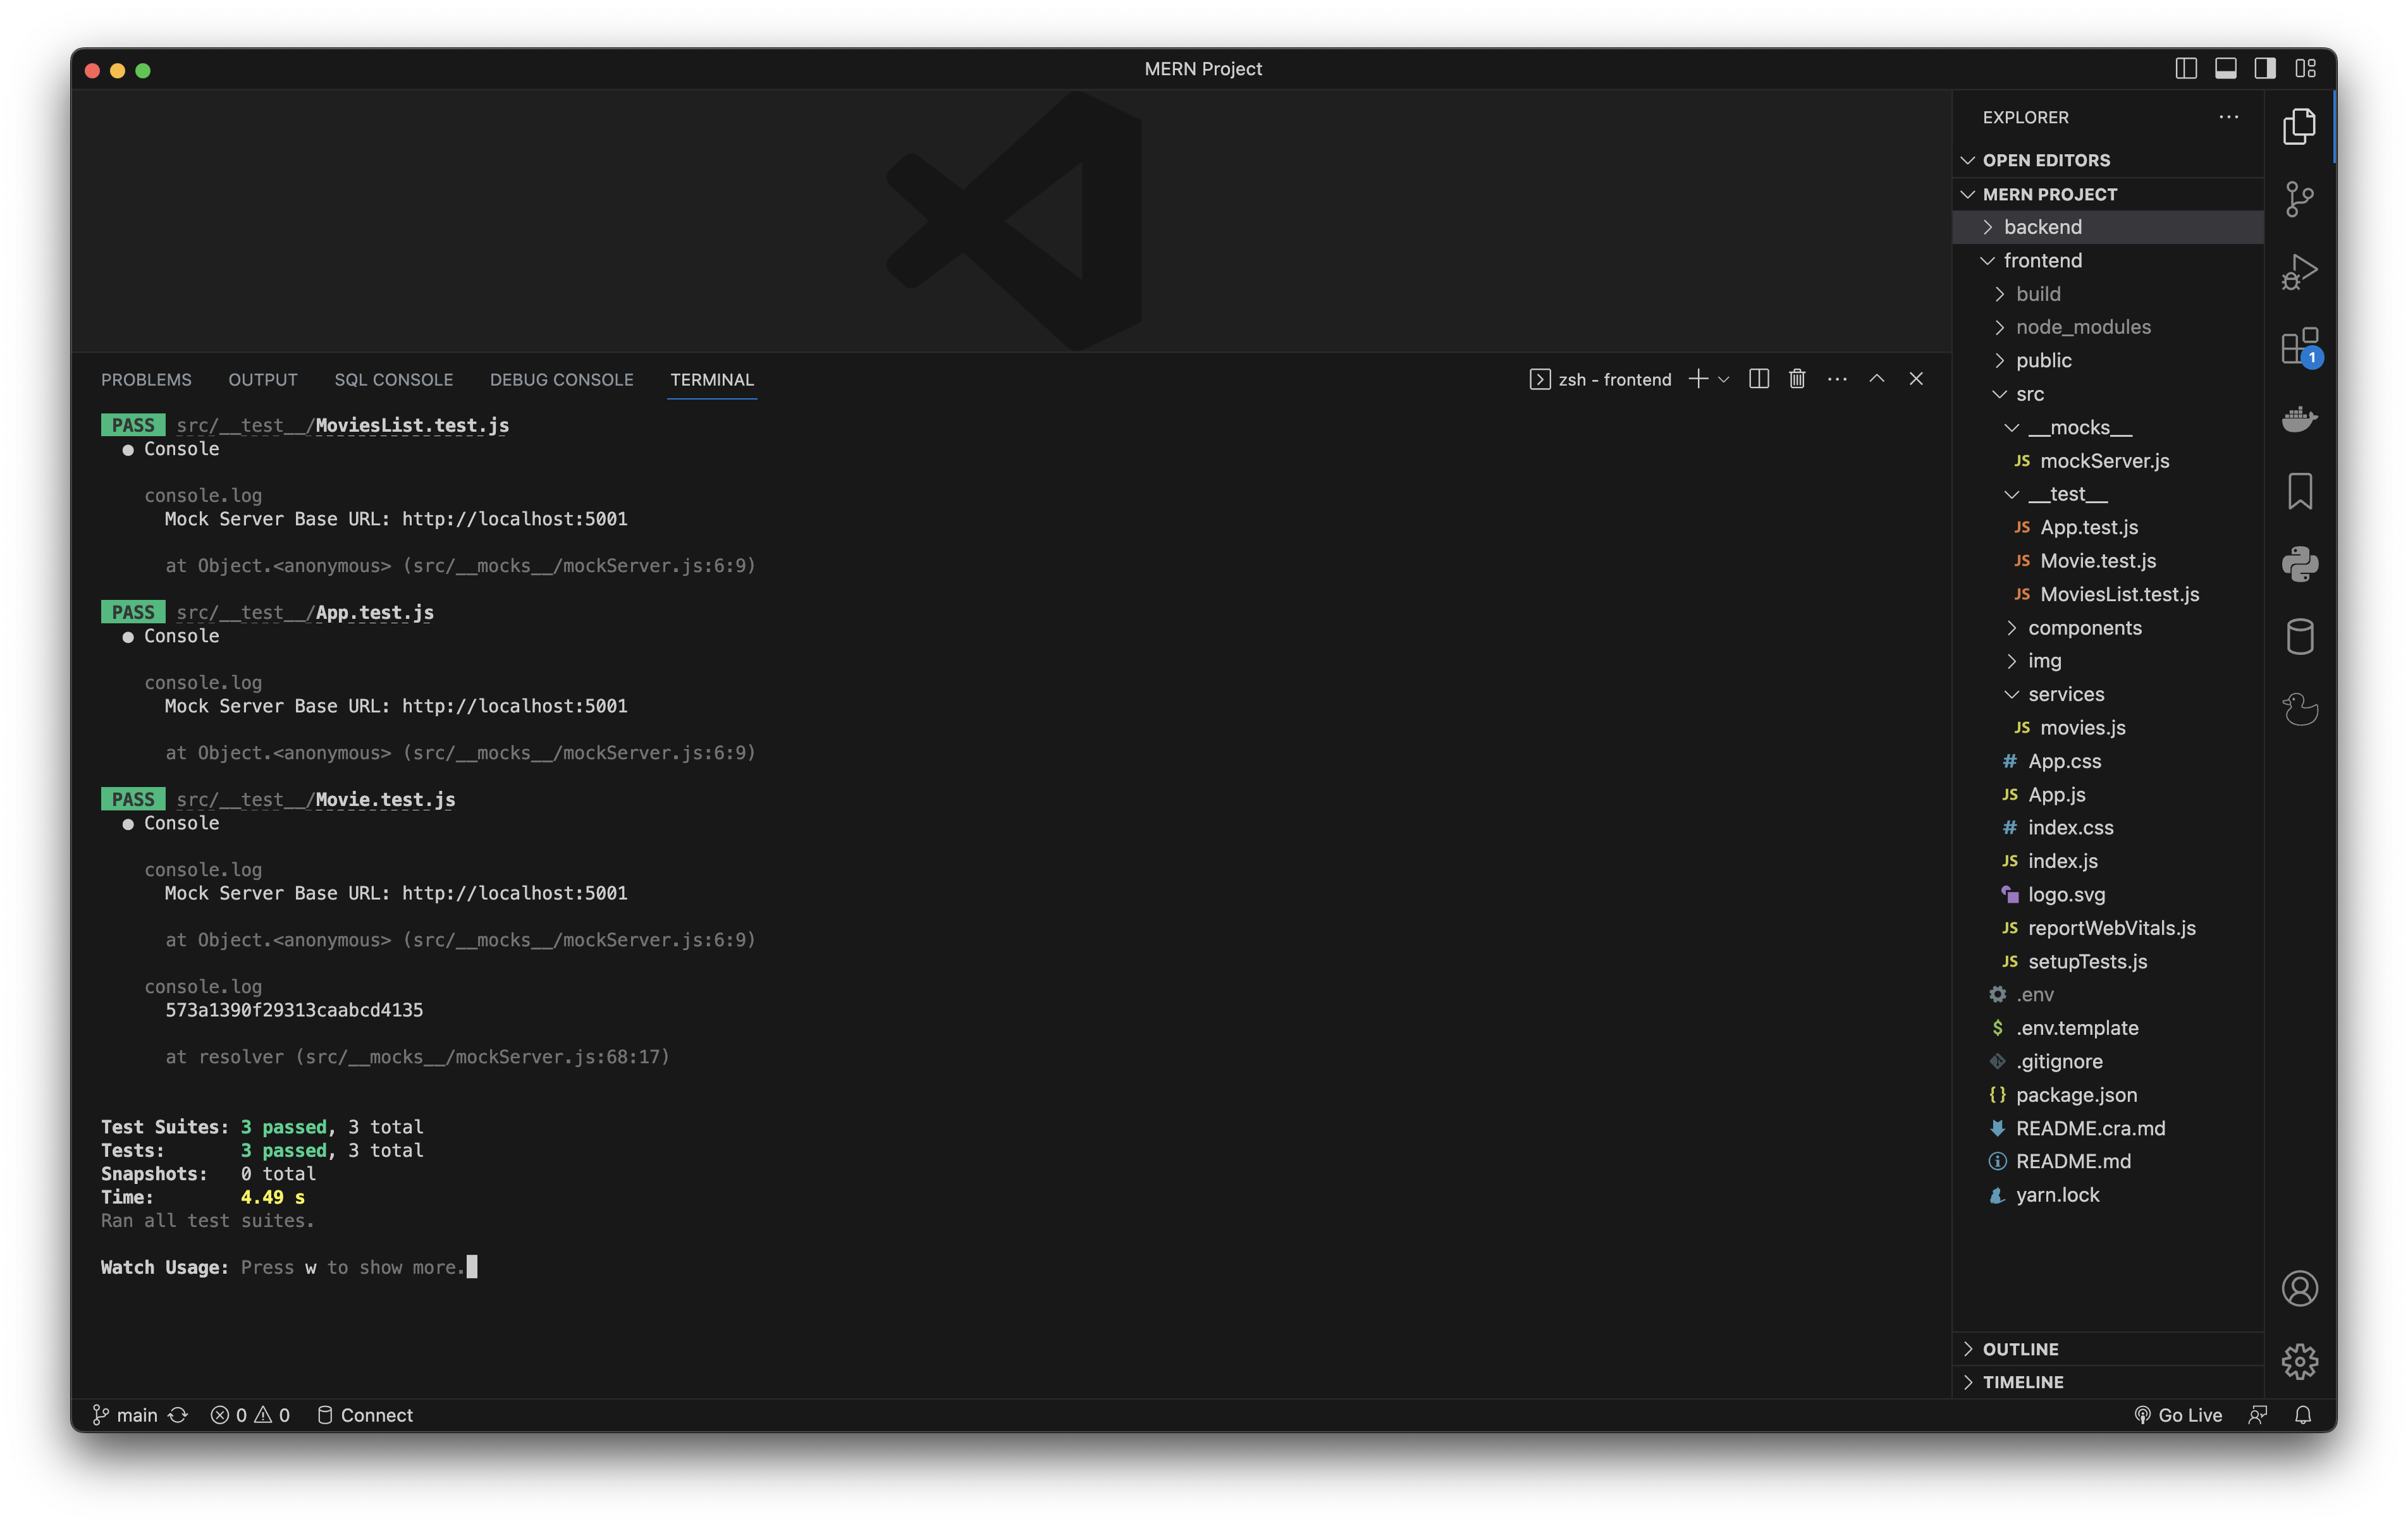 MERN Project
PROBLEMS OUTPUT SQL CONSOLE DEBUG CONSOLE TERMINAL
zsh - frontend
PASS src/__test__/MoviesList.test.js
● Console
console.log
Mock Server Base URL: http://localhost:5001
at Object.<anonymous> (src/__mocks__/mockServer.js:6:9)
PASS src/__test__/App.test.js
● Console
console.log
Mock Server Base URL: http://localhost:5001
at Object.<anonymous> (src/__mocks__/mockServer.js:6:9)
PASS src/__test__/Movie.test.js
● Console
console.log
Mock Server Base URL: http://localhost:5001
at Object.<anonymous> (src/__mocks__/mockServer.js:6:9)
console.log
573a1390f29313caabcd4135
at resolver (src/__mocks__/mockServer.js:68:17)
Test Suites: 3 passed, 3 total
Tests: 3 passed, 3 total
Snapshots: 0 total
Time: 4.49 s
Ran all test suites.
Watch Usage: Press w to show more.
EXPLORER
OPEN EDITORS
MERN PROJECT
backend
frontend
build
node_modules
public
src
__mocks__
JS mockServer.js
__test__
JS App.test.js
JS Movie.test.js
JS MoviesList.test.js
components
img
services
JS movies.js
# App.css
JS App.js
# index.css
JS index.js
logo.svg
JS reportWebVitals.js
JS setupTests.js
.env
$ .env.template
.gitignore
{} package.json
README.cra.md
README.md
yarn.lock
OUTLINE
TIMELINE
1
main 0 0 Connect
Go Live